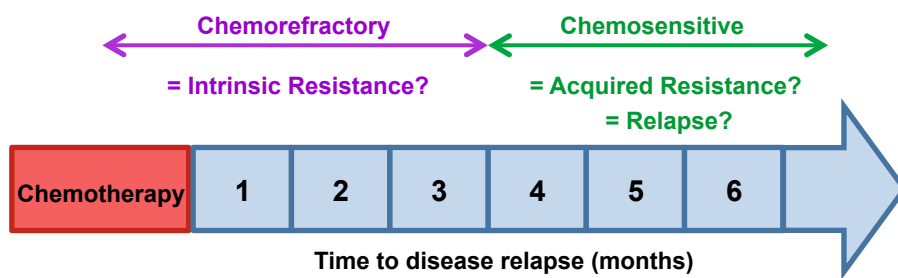 Chemorefractory
Chemosensitive
= Intrinsic Resistance?
= Acquired Resistance?
= Relapse?
Chemotherapy
1
2
3
4
5
6
Time to disease relapse (months)